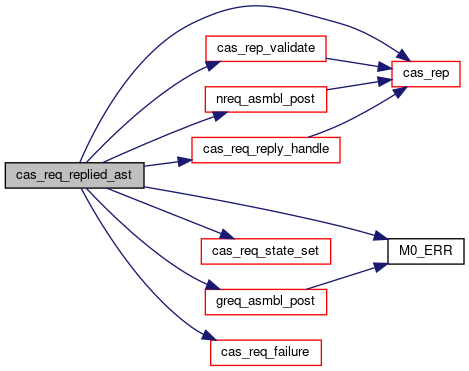 cas_req_replied_ast
cas_rep_validate
cas_rep
nreq_asmbl_post
cas_req_reply_handle
cas_req_state_set
M0_ERR
greq_asmbl_post
cas_req_failure